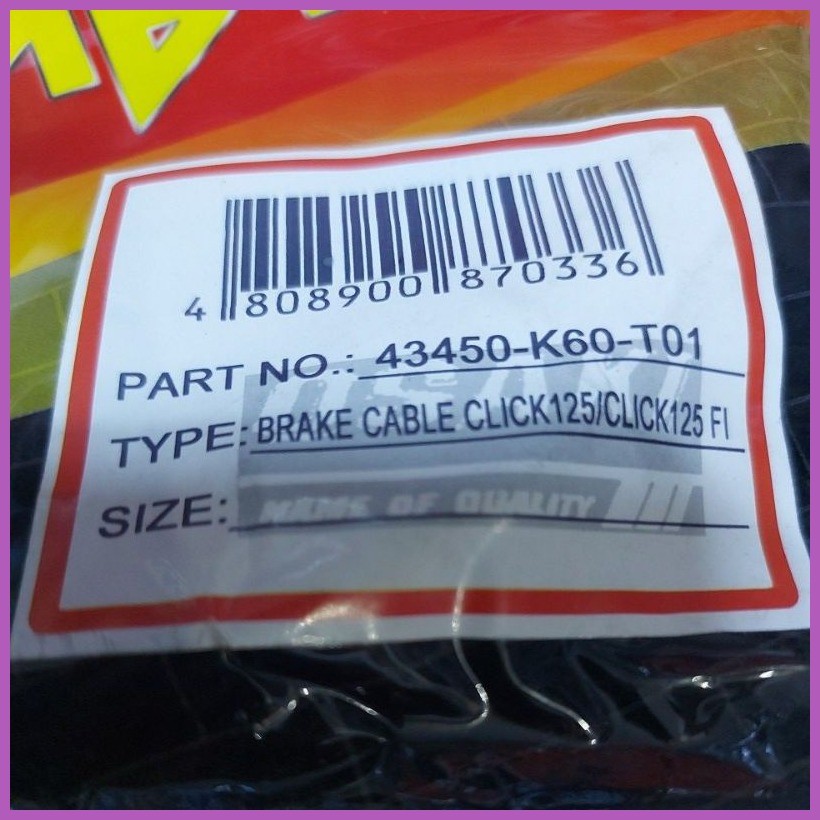 4 808900 870336
PART NO.: 43450-K60-T01
TYPE: BRAKE CABLE CLICK125/CLICK125 FI
SIZE:
NAME OF QUALITY